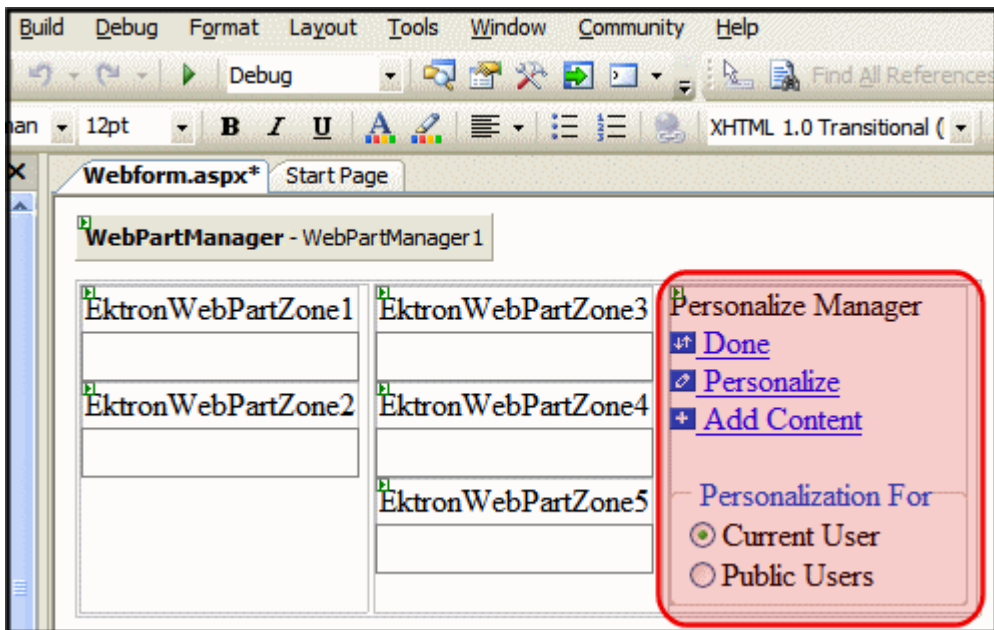 Build Debug Format Layout Tools Window Community Help
Debug Find All References
nan 12pt B I U A XHTML 1.0 Transitional (
Webform.aspx* Start Page
WebPartManager - WebPartManager1
EktronWebPartZone1 EktronWebPartZone3 Personalize Manager
Done
Personalize
EktronWebPartZone2 EktronWebPartZone4 Add Content
EktronWebPartZone5 Personalization For
Current User
Public Users